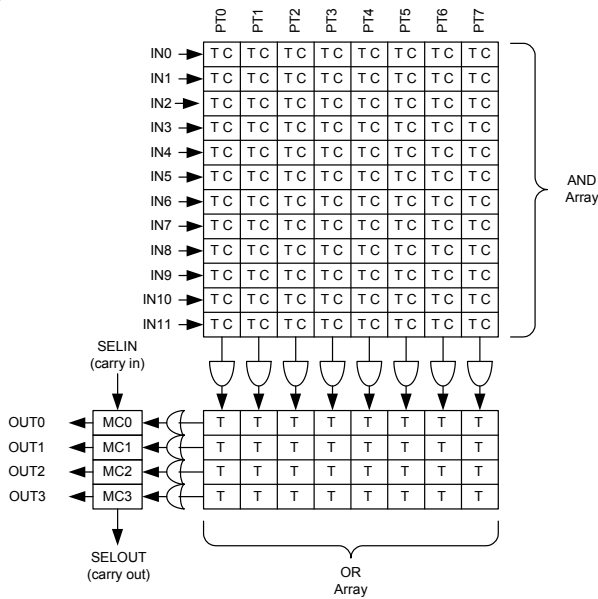 PT0 PT1 PT2 PT3 PT4 PT5 PT6 PT7
IN0 T C T C T C T C T C T C T C T C
IN1 T C T C T C T C T C T C T C T C
IN2 T C T C T C T C T C T C T C T C
IN3 T C T C T C T C T C T C T C T C
IN4 T C T C T C T C T C T C T C T C
IN5 T C T C T C T C T C T C T C T C
IN6 T C T C T C T C T C T C T C T C
IN7 T C T C T C T C T C T C T C T C
IN8 T C T C T C T C T C T C T C T C
IN9 T C T C T C T C T C T C T C T C
IN10 T C T C T C T C T C T C T C T C
IN11 T C T C T C T C T C T C T C T C
AND
Array
SELIN
(carry in)
OUT0 MC0 T T T T T T T T
OUT1 MC1 T T T T T T T T
OUT2 MC2 T T T T T T T T
OUT3 MC3 T T T T T T T T
SELOUT
(carry out)
OR
Array